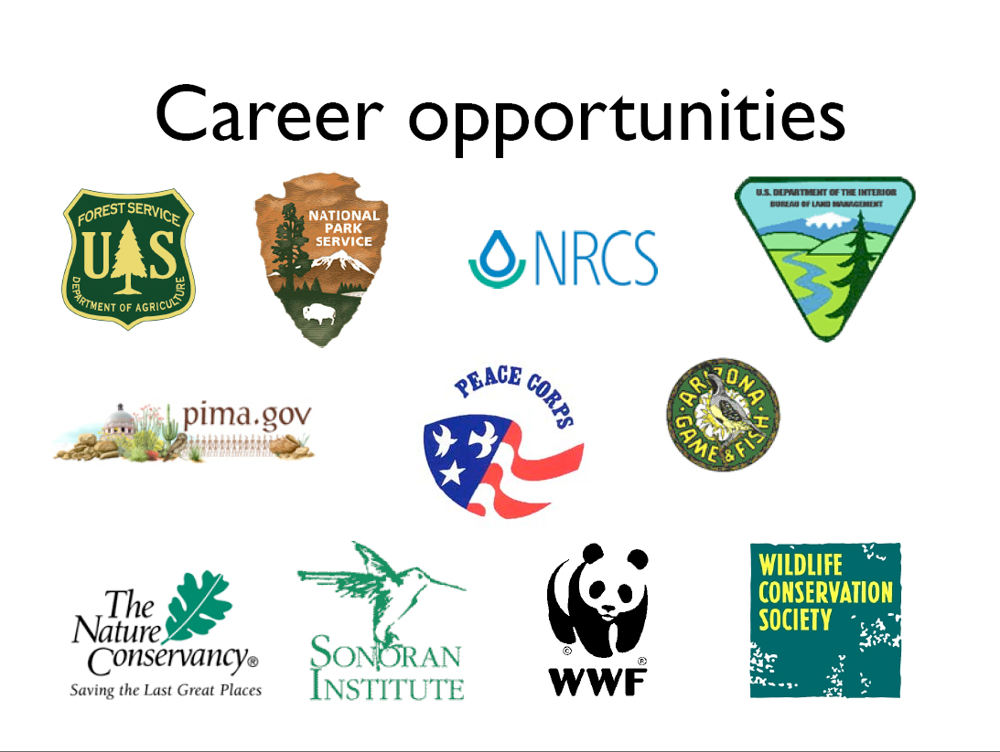 Career opportunities
FOREST SERVICE
U S
DEPARTMENT OF AGRICULTURE
NATIONAL
PARK
SERVICE
NRCS
U.S. DEPARTMENT OF THE INTERIOR
BUREAU OF LAND MANAGEMENT
pima.gov
PEACE CORPS
ARIZONA
GAME & FISH
The
Nature
Conservancy®
Saving the Last Great Places
SONORAN
INSTITUTE
©
®
WWF
WILDLIFE
CONSERVATION
SOCIETY